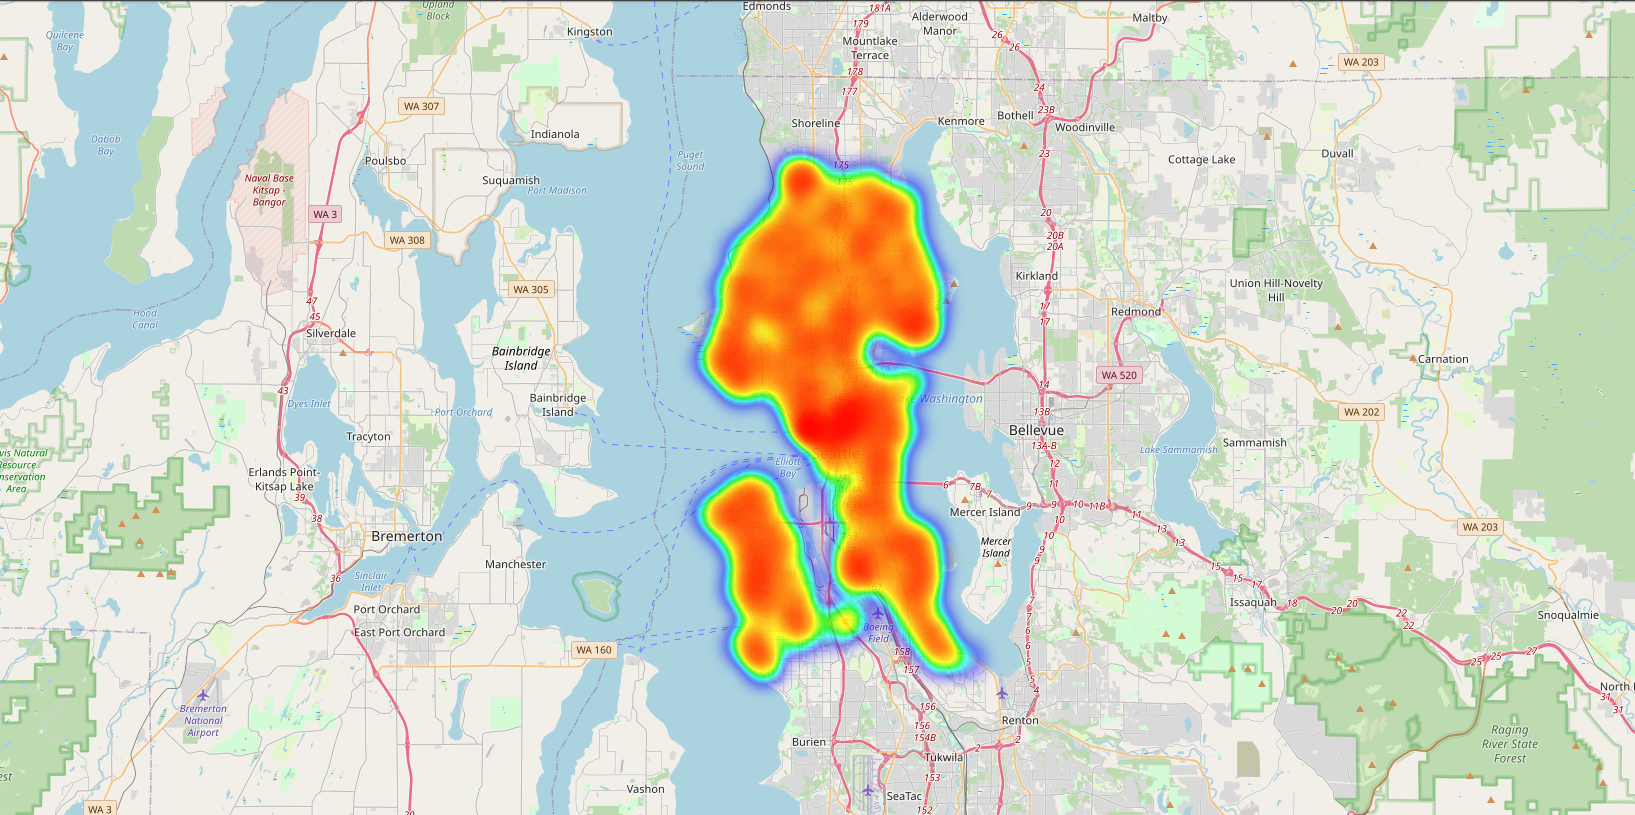 Edmonds
181A
Upland
Block
Alderwood
Manor
Maltby
179
Kingston
Quilcene
Bay
Mountlake
Terrace
26
26
WA 203
178
177
24
WA 307
23B
Shoreline
Kenmore
Bothell
Woodinville
Indianola
Dabob
Bay
Puget
Sound
23
Cottage Lake
Duvall
Poulsbo
175
175
Suquamish
Port Madison
Naval Base
Kitsap -
Bangor
WA 3
20
174
WA 308
20B
20A
Kirkland
Union Hill-Novelty
Hill
WA 305
47
45
17
17
Redmond
Hood
Canal
Silverdale
Bainbridge
Island
Carnation
WA 520
43
14
Bainbridge
Island
Lake Washington
Dyes Inlet
Port Orchard
13B
WA 202
Bellevue
Tracyton
13A-B
Sammamish
Lake Sammamish
Seattle
Elliott
Bay
12
vis Natural
Resource
nservation
Area
Erlands Point-
Kitsap Lake
11
6
7B
7
39
9
10
11B
11
Mercer Island
38
10
13
WA 203
Bremerton
9
13
Mercer
Island
Manchester
15
15
17
36
Sinclair
Inlet
Issaquah
18
20
20
22
22
Port Orchard
Snoqualmie
East Port Orchard
Boeing
Field
7
6
6
WA 160
158
157
5
5
4
25
25
27
North
31
31
Bremerton
National
Airport
156
Renton
156
154B
2
2
Burien
Tukwila
Raging
River State
Forest
153
est
Vashon
SeaTac
WA 3
20
152